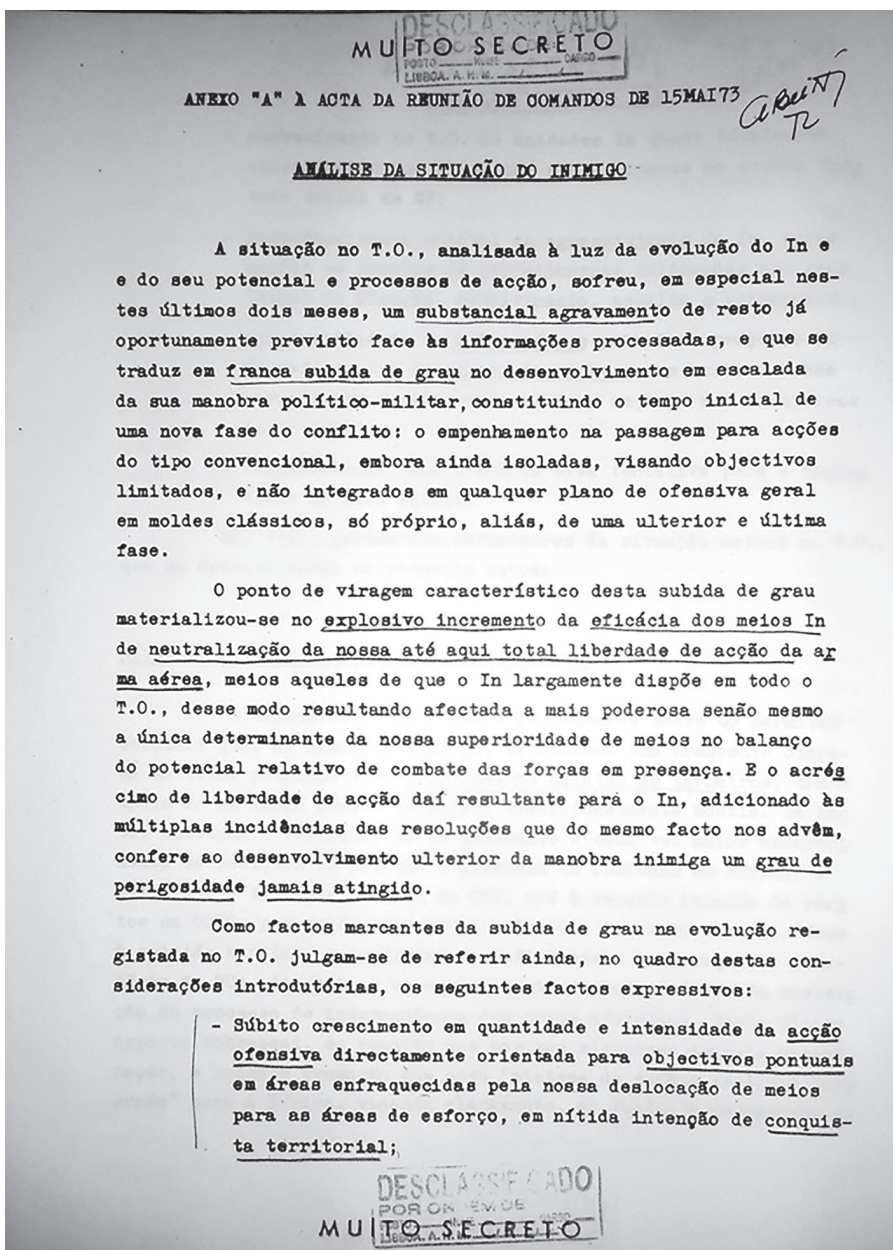 DESCLASSIFICADO
MUITO SECRETO
POSTO NOME CARGO
LISBOA. A. H. M.
ANEXO "A" À ACTA DA REUNIÃO DE COMANDOS DE 15MAI73
ANÁLISE DA SITUAÇÃO DO INIMIGO
A situação no T.O., analisada à luz da evolução do In e
e do seu potencial e processos de acção, sofreu, em especial nes-
tes últimos dois meses, um substancial agravamento de resto já
oportunamente previsto face às informações processadas, e que se
traduz em franca subida de grau no desenvolvimento em escalada
da sua manobra político-militar, constituindo o tempo inicial de
uma nova fase do conflito: o empenhamento na passagem para acções
do tipo convencional, embora ainda isoladas, visando objectivos
limitados, e não integrados em qualquer plano de ofensiva geral
em moldes clássicos, só próprio, aliás, de uma ulterior e última
fase.
O ponto de viragem característico desta subida de grau
materializou-se no explosivo incremento da eficácia dos meios In
de neutralização da nossa até aqui total liberdade de acção da ar
ma aérea, meios aqueles de que o In largamente dispõe em todo o
T.O., desse modo resultando afectada a mais poderosa senão mesmo
a única determinante da nossa superioridade de meios no balanço
do potencial relativo de combate das forças em presença. E o acrés
cimo de liberdade de acção daí resultante pará o In, adicionado às
múltiplas incidências das resoluções que do mesmo facto nos advêm,
confere ao desenvolvimento ulterior da manobra inimiga um grau de
perigosidade jamais atingido.
Como factos marcantes da subida de grau na evolução re-
gistada no T.O. julgam-se de referir ainda, no quadro destas con-
siderações introdutórias, os seguintes factos expressivos:
- Súbito crescimento em quantidade e intensidade da acção
ofensiva directamente orientada para objectivos pontuais
em áreas enfraquecidas pela nossa deslocação de meios
para as áreas de esforço, em nítida intenção de conquis-
ta territorial;
DESCLASSIFICADO
POR ORDEM DE
MUITO SECRETO
LISBOA. A. H. M.